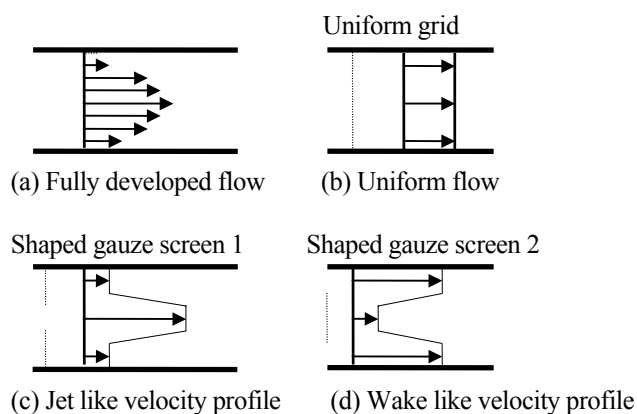 Uniform grid
(a) Fully developed flow
(b) Uniform flow
Shaped gauze screen 1
Shaped gauze screen 2
(c) Jet like velocity profile
(d) Wake like velocity profile